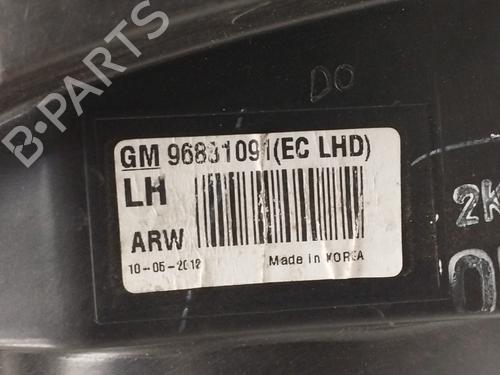 DO
GM 96831091(EC LHD)
LH
ARW
10-05-2012
Made in KOREA
2K
B-PARTS